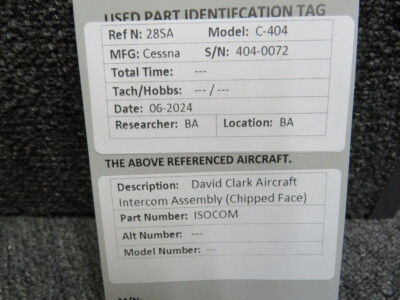 USED PART IDENTIFCATION TAG
Ref N: 28SA Model: C-404
MFG: Cessna S/N: 404-0072
Total Time: ---
Tach/Hobbs: --- / ---
Date: 06-2024
Researcher: BA Location: BA
THE ABOVE REFERENCED AIRCRAFT.
Description: David Clark Aircraft
Intercom Assembly (Chipped Face)
Part Number: ISOCOM
Alt Number: ---
Model Number: ---